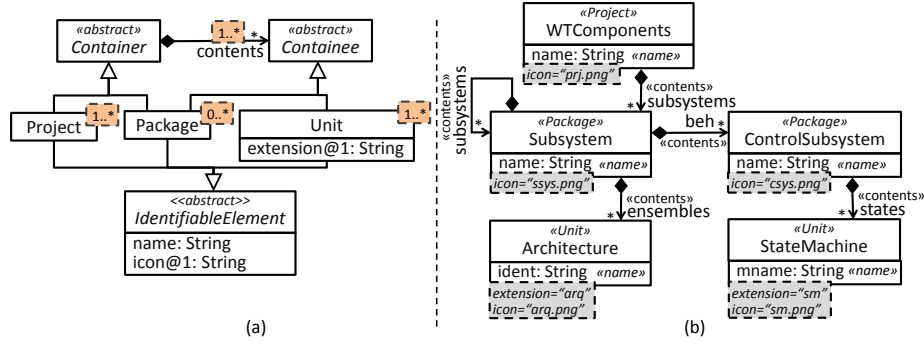 «abstract»
Container
1..*
*
contents
«abstract»
Containee
Project
1..*
Package
0..*
Unit
1..*
extension@1: String
<<abstract>>
IdentifiableElement
name: String
icon@1: String
(a)
«Project»
WTComponents
name: String «name»
icon="prj.png"
«contents»
subsystems
*
«contents»
subsystems
*
«Package»
Subsystem
name: String «name»
icon="ssys.png"
beh
*
«contents»
«Package»
ControlSubsystem
name: String «name»
icon="csys.png"
«contents»
ensembles
*
«contents»
states
*
«Unit»
Architecture
ident: String «name»
extension="arq"
icon="arq.png"
«Unit»
StateMachine
mname: String «name»
extension="sm"
icon="sm.png"
(b)